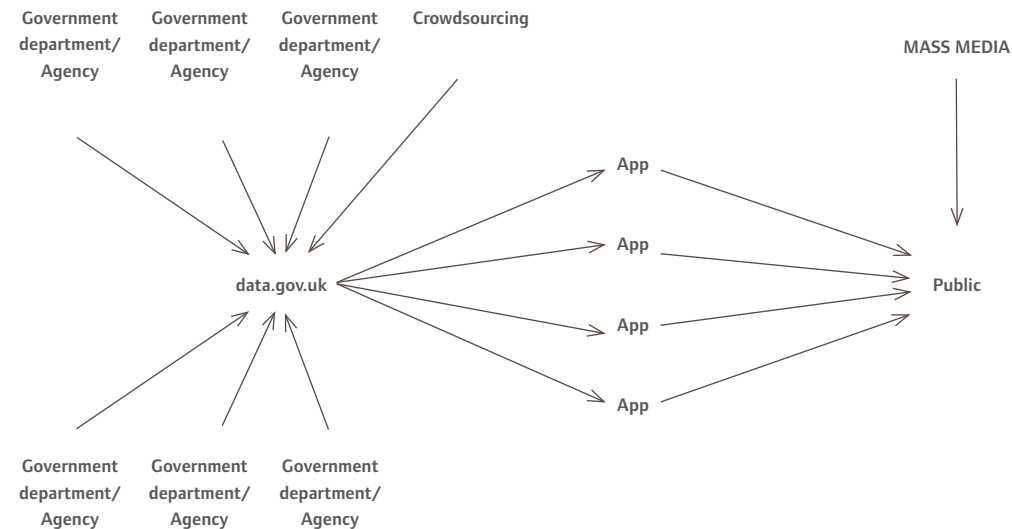 Government
department/
Agency
Government
department/
Agency
Government
department/
Agency
Crowdsourcing
MASS MEDIA
App
App
data.gov.uk
Public
App
App
Government
department/
Agency
Government
department/
Agency
Government
department/
Agency